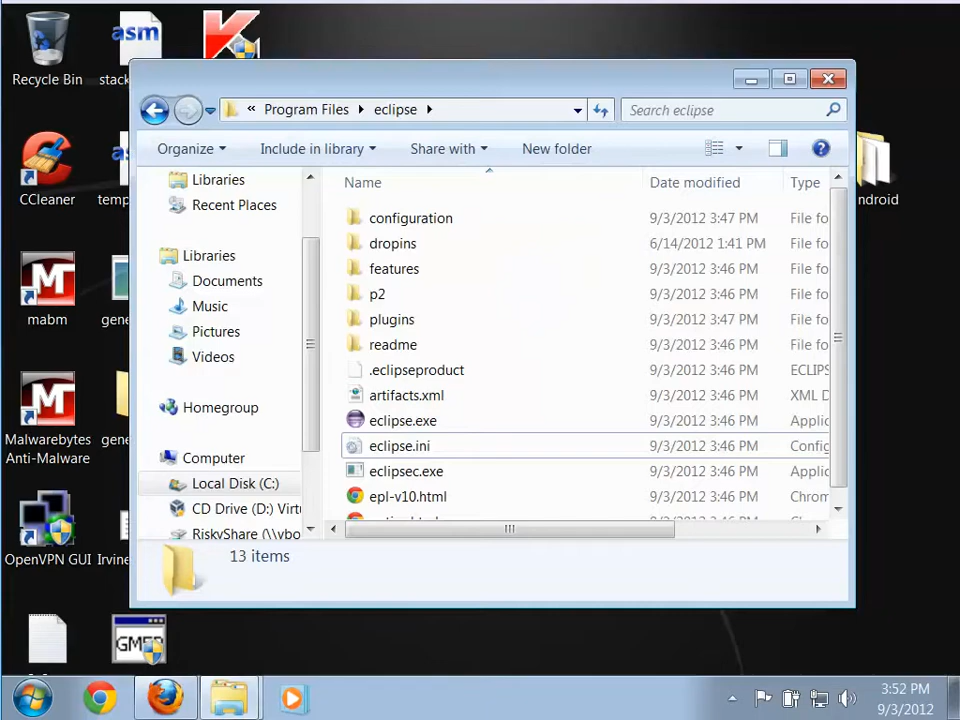 Recycle Bin
asm
stack
CCleaner
temp
mabm
gene
Malwarebytes
Anti-Malware
gene
OpenVPN GUI
Irvine
GMER
ndroid
« Program Files eclipse
Search eclipse
Organize
Include in library
Share with
New folder
Libraries
Recent Places
Libraries
Documents
Music
Pictures
Videos
Homegroup
Computer
Local Disk (C:)
CD Drive (D:) Virtu
RiskyShare (\\vbo
Name Date modified Type
configuration 9/3/2012 3:47 PM File fo
dropins 6/14/2012 1:41 PM File fo
features 9/3/2012 3:46 PM File fo
p2 9/3/2012 3:46 PM File fo
plugins 9/3/2012 3:47 PM File fo
readme 9/3/2012 3:46 PM File fo
.eclipseproduct 9/3/2012 3:46 PM ECLIPS
artifacts.xml 9/3/2012 3:46 PM XML D
eclipse.exe 9/3/2012 3:46 PM Applic
eclipse.ini 9/3/2012 3:46 PM Config
eclipsec.exe 9/3/2012 3:46 PM Applic
epl-v10.html 9/3/2012 3:46 PM Chrom
13 items
3:52 PM
9/3/2012